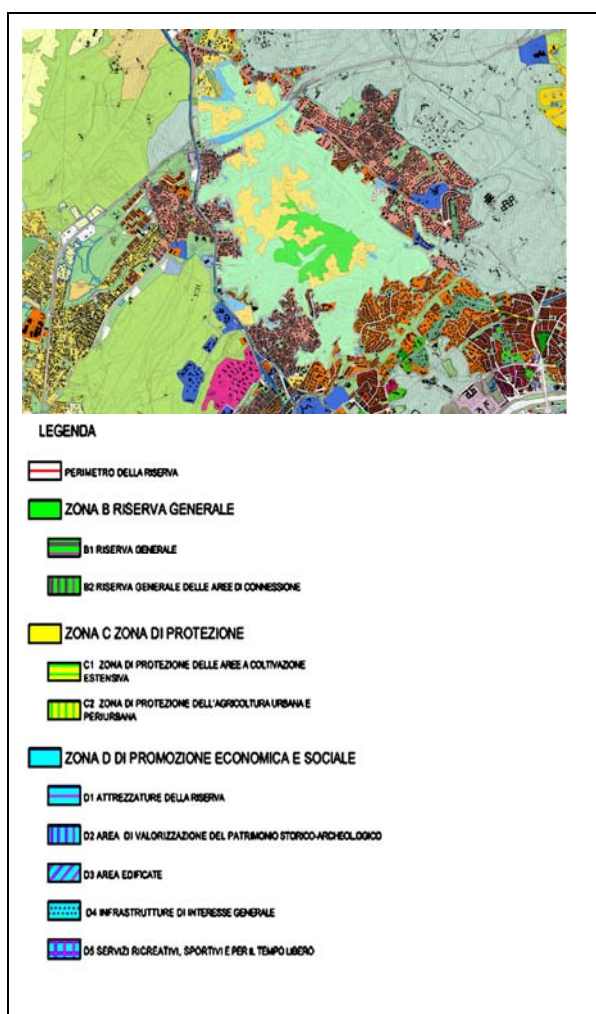 LEGENDA
PERIMETRO DELLA RISERVA
ZONA B RISERVA GENERALE
B1 RISERVA GENERALE
B2 RISERVA GENERALE DELLE AREE DI CONNESSIONE
ZONA C ZONA DI PROTEZIONE
C1 ZONA DI PROTEZIONE DELLE AREE A COLTIVAZIONE
ESTENSIVA
C2 ZONA DI PROTEZIONE DELL'AGRICOLTURA URBANA E
PERIURBANA
ZONA D DI PROMOZIONE ECONOMICA E SOCIALE
D1 ATTREZZATURE DELLA RISERVA
D2 AREA DI VALORIZZAZIONE DEL PATRIMONIO STORICO-ARCHEOLOGICO
D3 AREA EDIFICATE
D4 INFRASTRUTTURE DI INTERESSE GENERALE
D5 SERVIZI RICREATIVI, SPORTIVI E PER IL TEMPO LIBERO